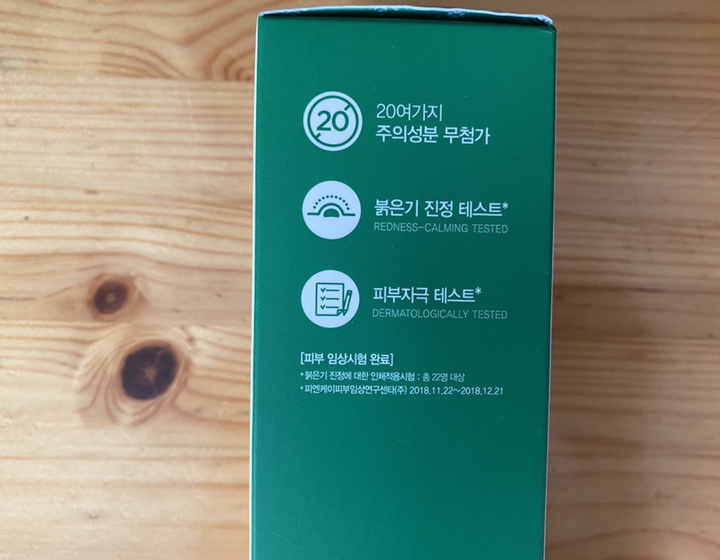 20
20여가지
주의성분 무첨가
붉은기 진정 테스트*
REDNESS-CALMING TESTED
피부자극 테스트*
DERMATOLOGICALLY TESTED
[피부 임상시험 완료]
*붉은기 진정에 대한 인체적용시험 : 총 22명 대상
*피엔케이피부임상연구센타(주) 2018.11.22~2018.12.21